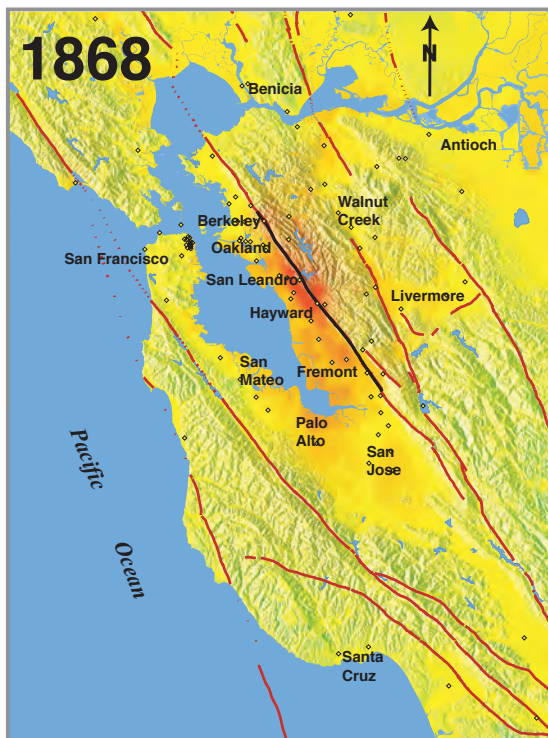 1868
N
Benicia
Antioch
Walnut
Creek
Berkeley
Oakland
San Francisco
San Leandro
Livermore
Hayward
San
Mateo
Fremont
Palo
Alto
San
Jose
Pacific
Ocean
Santa
Cruz